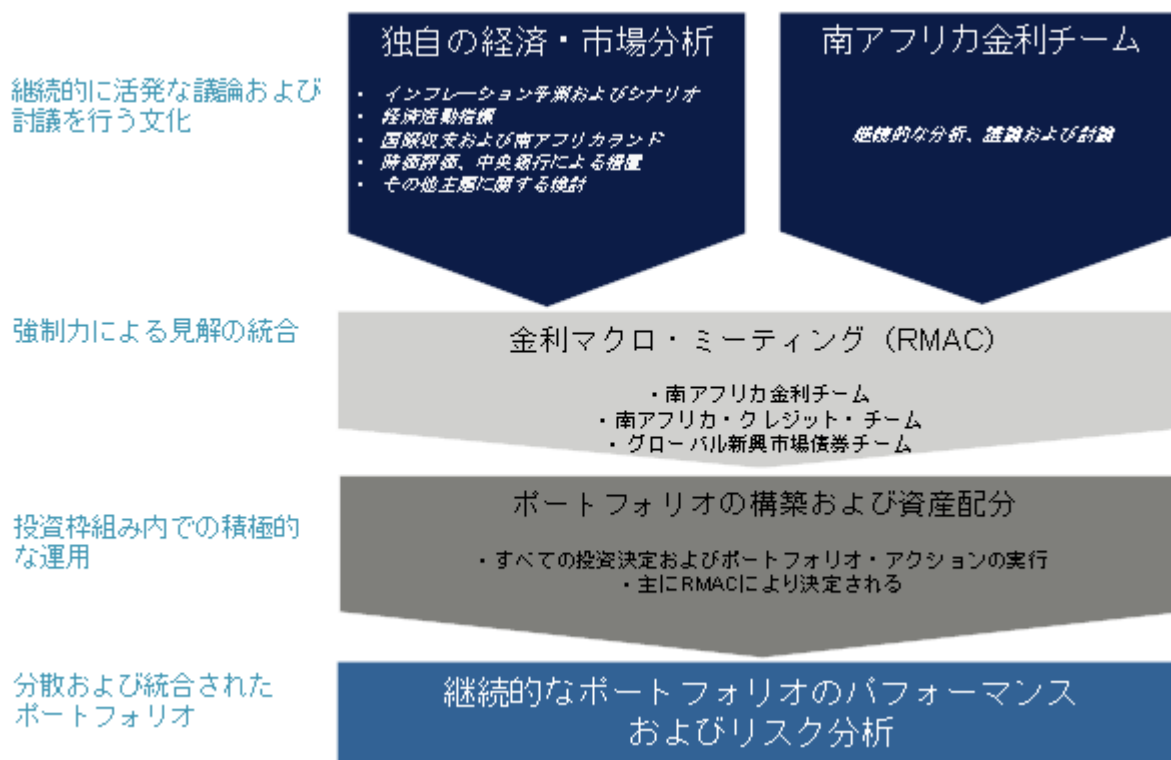 継続的に活発な議論および
討議を行う文化
独自の経済・市場分析
・ インフレーション予測およびシナリオ
・ 経済活動指標
・ 国際収支および南アフリカランド
・ 時価評価、中央銀行による措置
・ その他主題に関する検討
南アフリカ金利チーム
継続的な分析、議論および討論
強制力による見解の統合
金利マクロ・ミーティング（RMAC）
・南アフリカ金利チーム
・南アフリカ・クレジット・チーム
・グローバル新興市場債券チーム
投資枠組み内での積極的
な運用
ポートフォリオの構築および資産配分
・すべての投資決定およびポートフォリオ・アクションの実行
・主にRMACにより決定される
分散および統合された
ポートフォリオ
継続的なポートフォリオのパフォーマンス
およびリスク分析